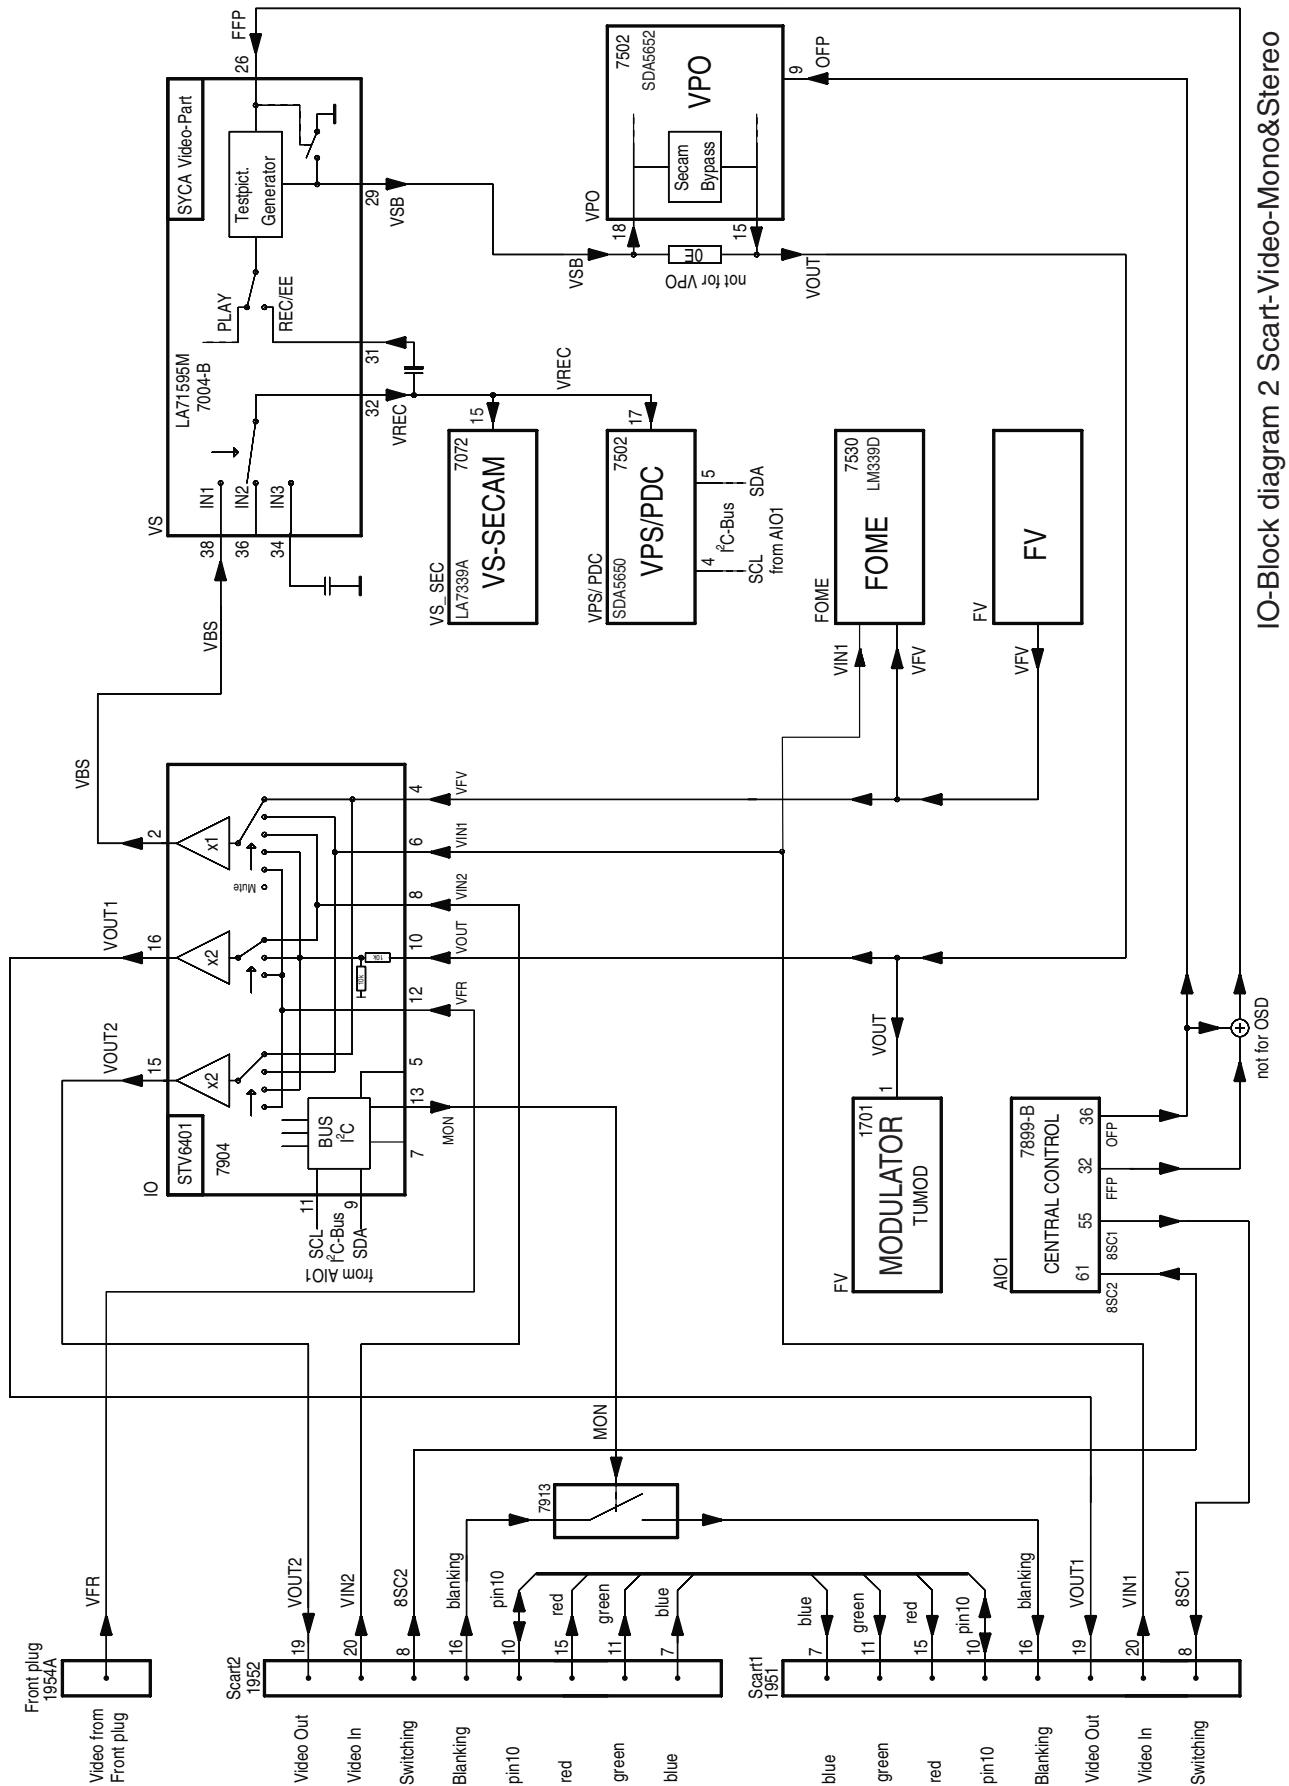 IO-Block diagram 2 Scart-Video-Mono&Stereo
Front plug
1954A
Video from
Front plug
VFR
Scart2
1952
Video Out
19
VOUT2
Video In
20
VIN2
Switching
8
8SC2
Blanking
16
blanking
pin10
10
pin10
red
15
red
green
11
green
blue
7
blue
Scart1
1951
blue
7
blue
green
11
green
red
15
red
pin10
10
pin10
Blanking
16
blanking
Video Out
19
VOUT1
Video In
20
VIN1
Switching
8
8SC1
7913
MON
IO
STV6401
7904
BUS
I²C
SCL
11
I²C-Bus
SDA
9
from AIO1
7
13
5
MON
VOUT2
15
x2
VOUT1
16
x2
VBS
2
x1
Mute
10k
10k
12
VFR
10
VOUT
8
VIN2
6
VIN1
4
VFV
VBS
FV
1701
MODULATOR
TUMOD
1
VOUT
AIO1
7899-B
CENTRAL CONTROL
61
55
32
36
8SC2
8SC1
FFP
OFP
not for OSD
VS
SYCA Video-Part
LA71595M
7004-B
38
IN1
36
IN2
34
IN3
PLAY
REC/EE
Testpict.
Generator
26
FFP
32
VREC
31
29
VSB
VREC
VS_SEC
LA7339A
7072
VS-SECAM
15
VPS/PDC
SDA5650
7502
VPS/PDC
17
4
5
SCL
I²C-Bus
SDA
from AIO1
VPO
7502
SDA5652
VPO
Secam
Bypass
18
15
9
OFP
VSB
0E
not for VPO
VOUT
FOME
7530
LM339D
FOME
VIN1
VFV
FV
FV
VFV